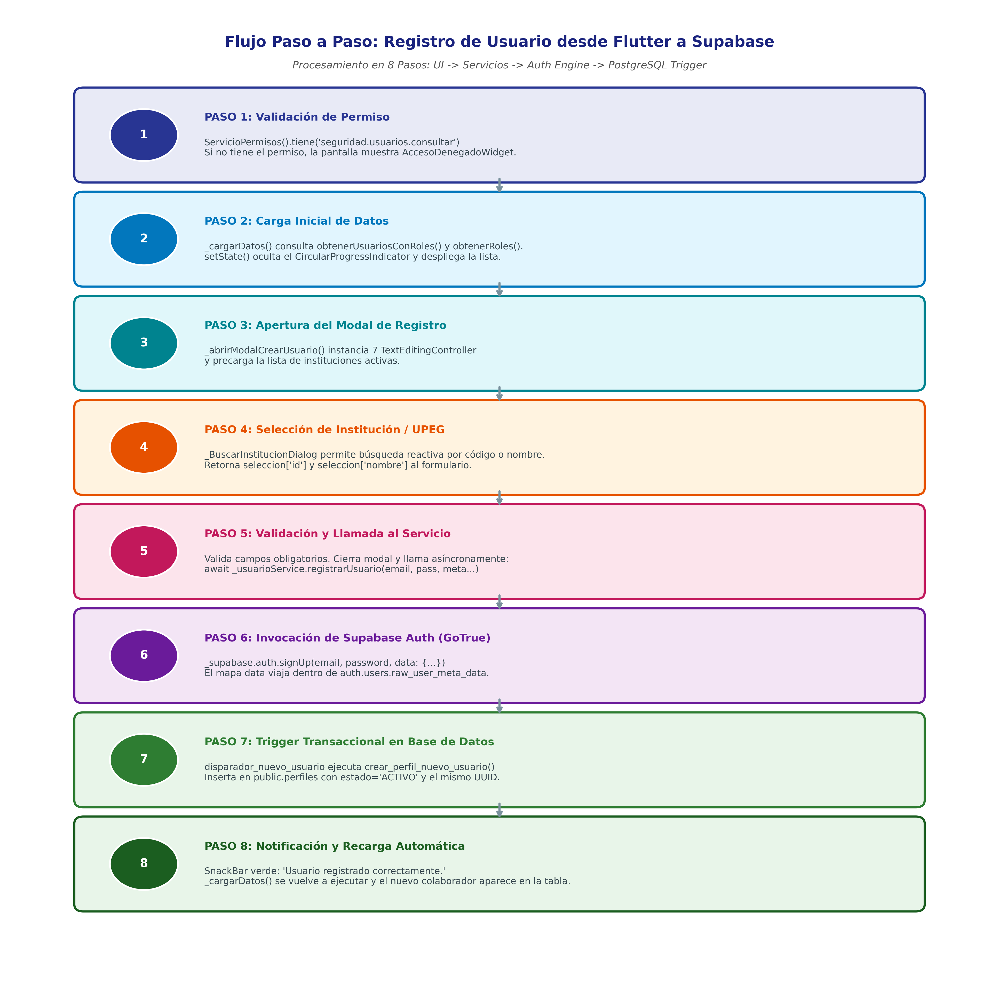 Flujo Paso a Paso: Registro de Usuario desde Flutter a Supabase
Procesamiento en 8 Pasos: UI -> Servicios -> Auth Engine -> PostgreSQL Trigger
1
PASO 1: Validación de Permiso
ServicioPermisos().tiene('seguridad.usuarios.consultar')
Si no tiene el permiso, la pantalla muestra AccesoDenegadoWidget.
2
PASO 2: Carga Inicial de Datos
_cargarDatos() consulta obtenerUsuariosConRoles() y obtenerRoles().
setState() oculta el CircularProgressIndicator y despliega la lista.
3
PASO 3: Apertura del Modal de Registro
_abrirModalCrearUsuario() instancia 7 TextEditingController
y precarga la lista de instituciones activas.
4
PASO 4: Selección de Institución / UPEG
_BuscarInstitucionDialog permite búsqueda reactiva por código o nombre.
Retorna seleccion['id'] y seleccion['nombre'] al formulario.
5
PASO 5: Validación y Llamada al Servicio
Valida campos obligatorios. Cierra modal y llama asíncronamente:
await _usuarioService.registrarUsuario(email, pass, meta...)
6
PASO 6: Invocación de Supabase Auth (GoTrue)
_supabase.auth.signUp(email, password, data: {...})
El mapa data viaja dentro de auth.users.raw_user_meta_data.
7
PASO 7: Trigger Transaccional en Base de Datos
disparador_nuevo_usuario ejecuta crear_perfil_nuevo_usuario()
Inserta en public.perfiles con estado='ACTIVO' y el mismo UUID.
8
PASO 8: Notificación y Recarga Automática
SnackBar verde: 'Usuario registrado correctamente.'
_cargarDatos() se vuelve a ejecutar y el nuevo colaborador aparece en la tabla.